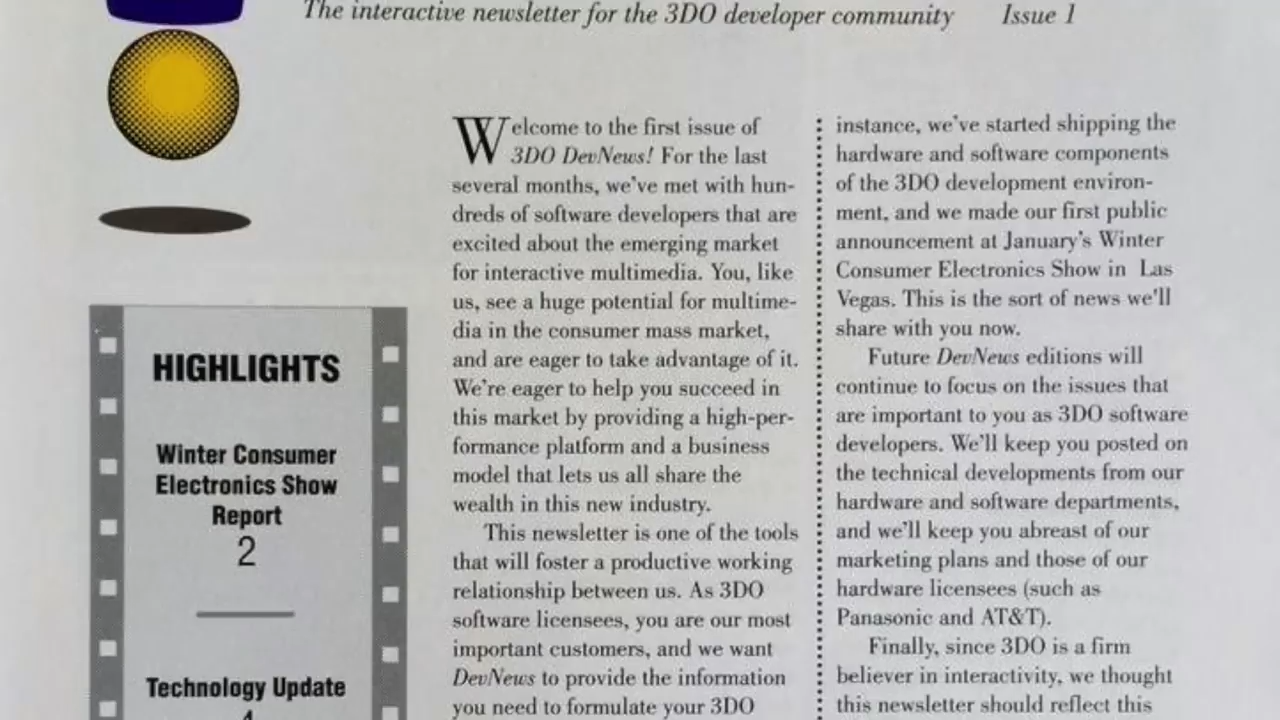 The interactive newsletter for the 3DO developer community Issue 1
HIGHLIGHTS
Winter Consumer
Electronics Show
Report
2
Technology Update
Welcome to the first issue of
3DO DevNews! For the last
several months, we've met with hun-
dreds of software developers that are
excited about the emerging market
for interactive multimedia. You, like
us, see a huge potential for multime-
dia in the consumer mass market,
and are eager to take advantage of it.
We're eager to help you succeed in
this market by providing a high-per-
formance platform and a business
model that lets us all share the
wealth in this new industry.
This newsletter is one of the tools
that will foster a productive working
relationship between us. As 3DO
software licensees, you are our most
important customers, and we want
DevNews to provide the information
you need to formulate your 3DO
instance, we've started shipping the
hardware and software components
of the 3DO development environ-
ment, and we made our first public
announcement at January's Winter
Consumer Electronics Show in Las
Vegas. This is the sort of news we'll
share with you now.
Future DevNews editions will
continue to focus on the issues that
are important to you as 3DO software
developers. We'll keep you posted on
the technical developments from our
hardware and software departments,
and we'll keep you abreast of our
marketing plans and those of our
hardware licensees (such as
Panasonic and AT&T).
Finally, since 3DO is a firm
believer in interactivity, we thought
this newsletter should reflect this